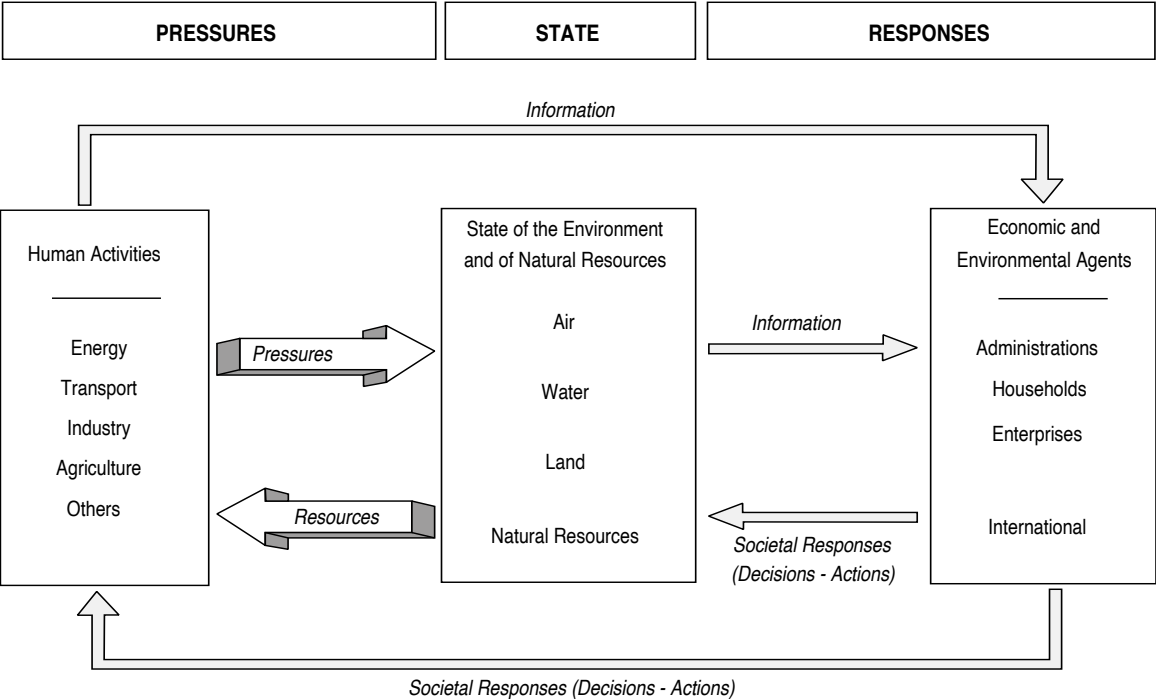 PRESSURES
STATE
RESPONSES
Information
Human Activities
Energy
Transport
Industry
Agriculture
Others
Pressures
Resources
State of the Environment
and of Natural Resources
Air
Water
Land
Natural Resources
Information
Societal Responses
(Decisions - Actions)
Economic and
Environmental Agents
Administrations
Households
Enterprises
International
Societal Responses (Decisions - Actions)